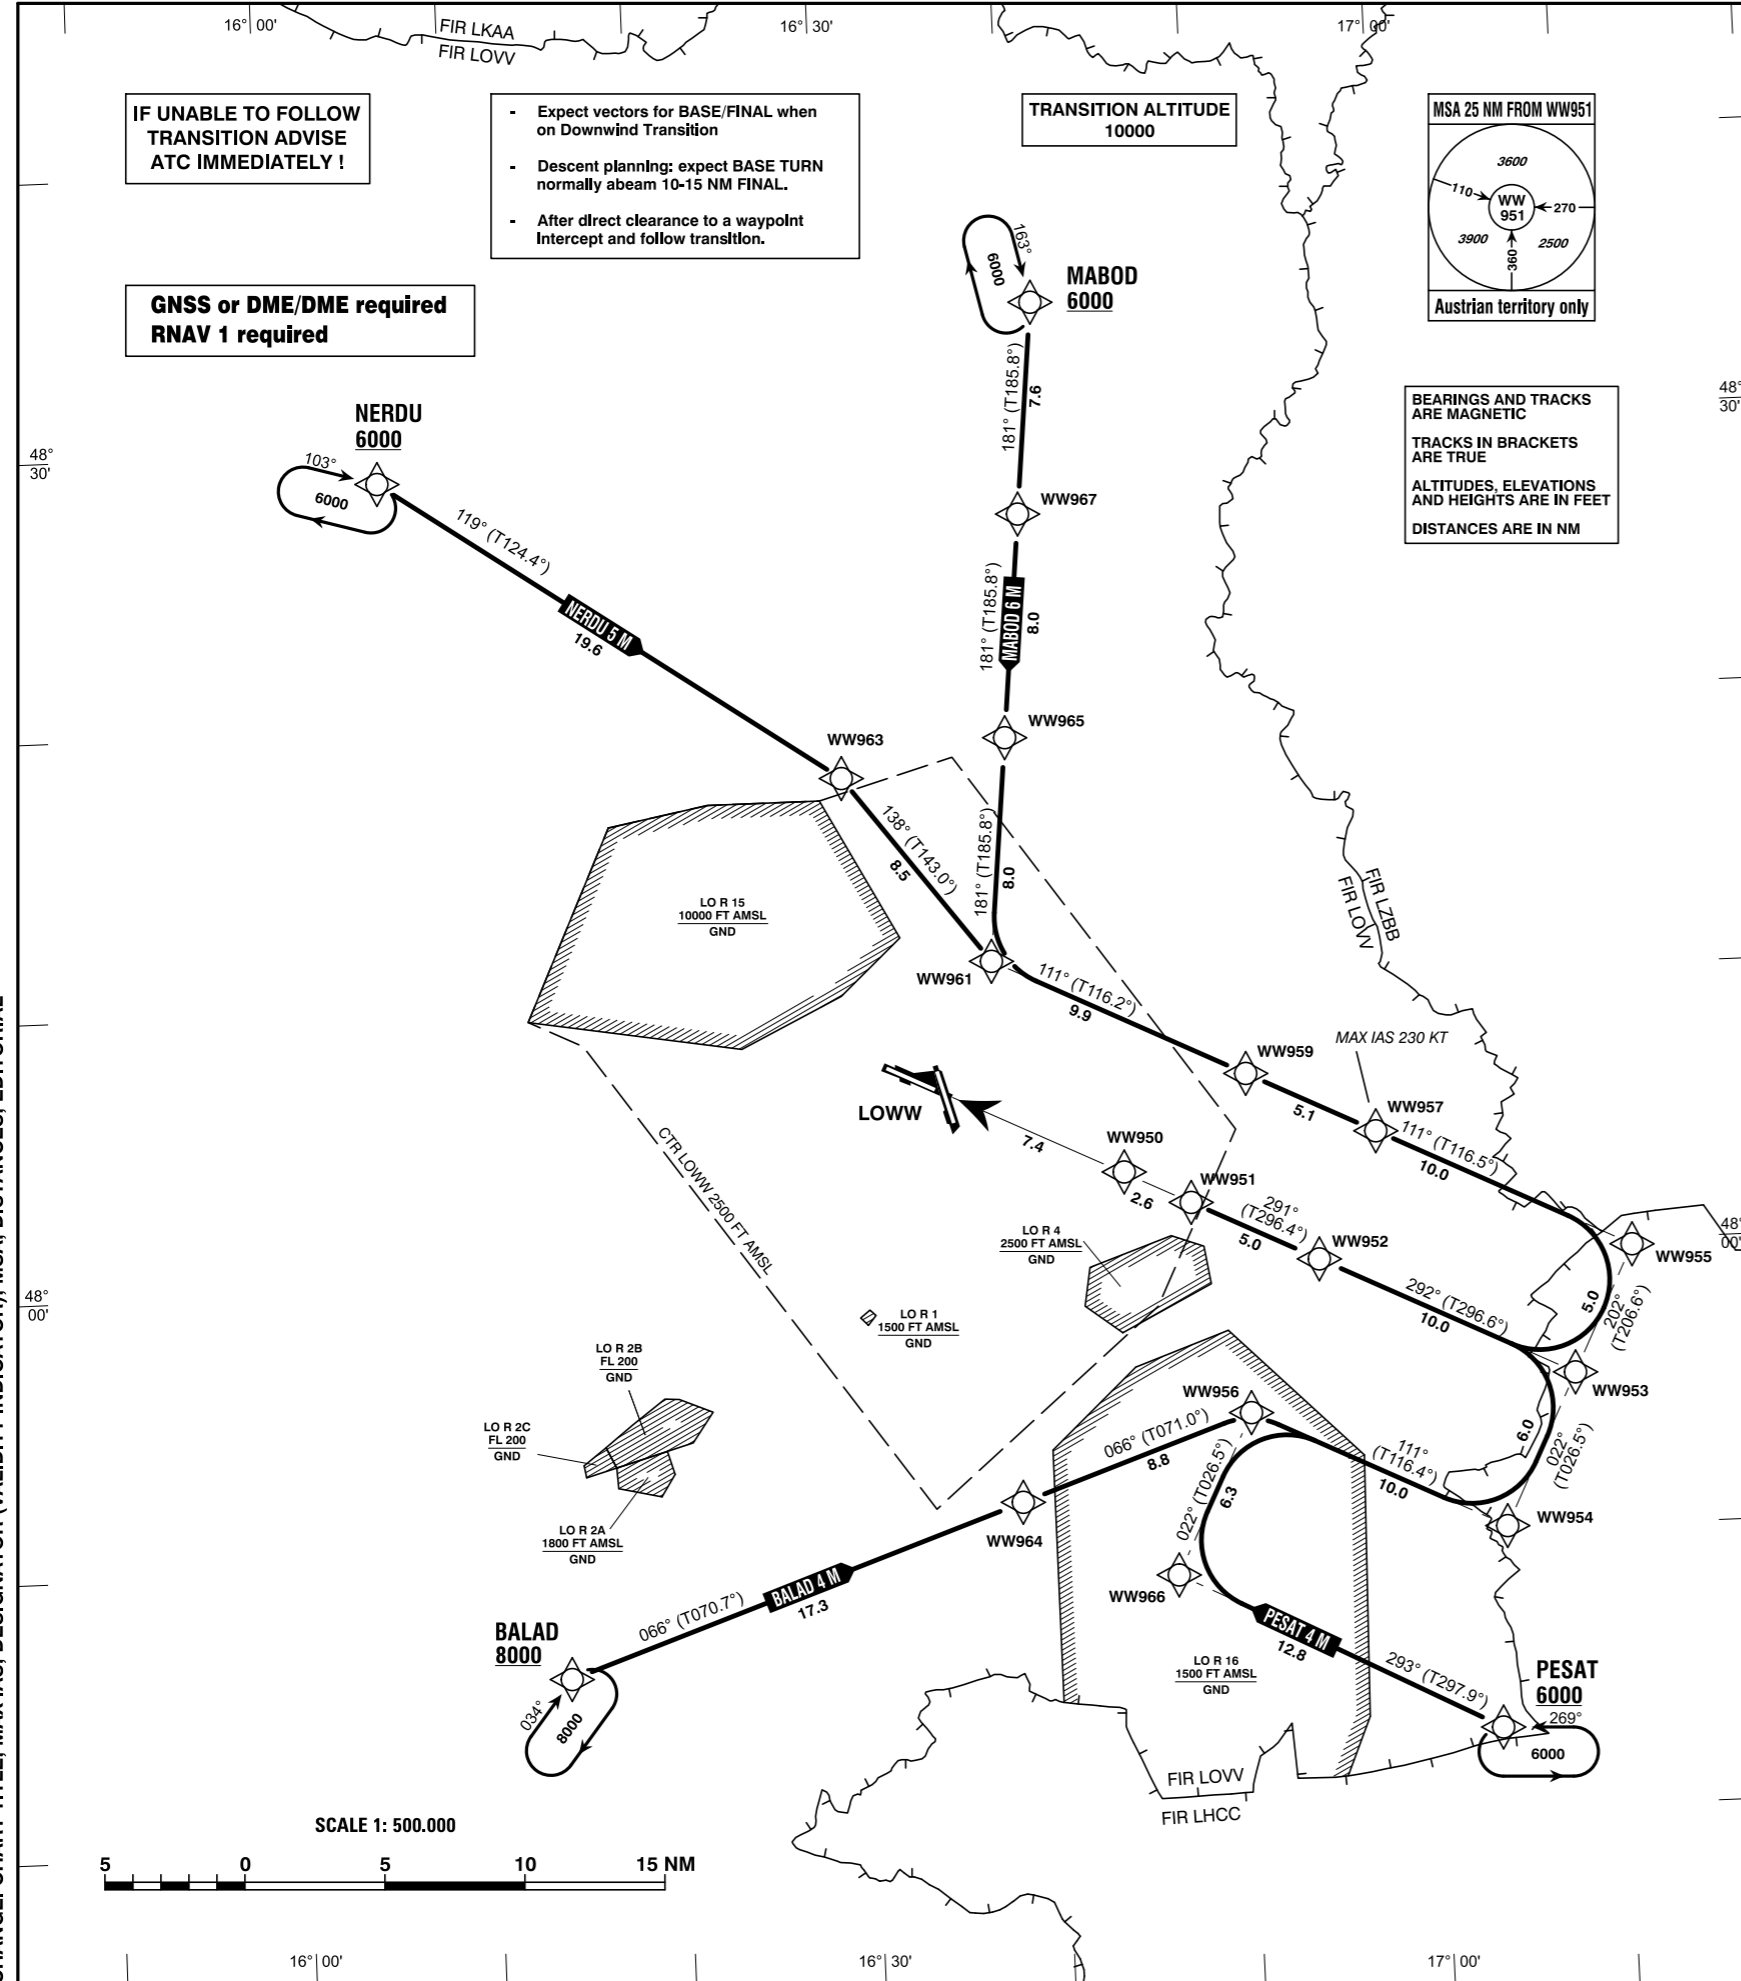 16° 00'
16° 30'
17° 00'
FIR LKAA
FIR LOVV
IF UNABLE TO FOLLOW
TRANSITION ADVISE
ATC IMMEDIATELY !
- Expect vectors for BASE/FINAL when
on Downwind Transition
- Descent planning: expect BASE TURN
normally abeam 10-15 NM FINAL.
- After direct clearance to a waypoint
Intercept and follow transition.
TRANSITION ALTITUDE
10000
MSA 25 NM FROM WW951
3600
110
WW
951
270
3900
2500
360
Austrian territory only
GNSS or DME/DME required
RNAV 1 required
163°
6000
MABOD
6000
181° (T185.8°)
7.6
BEARINGS AND TRACKS
ARE MAGNETIC
TRACKS IN BRACKETS
ARE TRUE
ALTITUDES, ELEVATIONS
AND HEIGHTS ARE IN FEET
DISTANCES ARE IN NM
48°
30'
NERDU
6000
48°
30'
103°
6000
119° (T124.4°)
NERDU 5 M
19.6
WW967
181° (T185.8°)
MABOD 6 M
8.0
WW965
WW963
138° (T143.0°)
8.5
181° (T185.8°)
8.0
LO R 15
10000 FT AMSL
GND
FIR LZBB
FIR LOVV
WW961
111° (T116.2°)
9.9
MAX IAS 230 KT
WW959
5.1
WW957
111° (T116.5°)
10.0
LOWW
7.4
WW950
2.6
WW951
291°
(T296.4°)
5.0
WW952
CTR LOWW 2500 FT AMSL
LO R 4
2500 FT AMSL
GND
48°
00'
WW955
292° (T296.6°)
10.0
5.0
202°
(T206.6°)
48°
00'
LO R 1
1500 FT AMSL
GND
LO R 2B
FL 200
GND
WW953
WW956
LO R 2C
FL 200
GND
066° (T071.0°)
8.8
022° (T026.5°)
6.3
111°
(T116.4°)
10.0
6.0
022°
(T026.5°)
WW954
LO R 2A
1800 FT AMSL
GND
WW964
WW966
066° (T070.7°)
BALAD 4 M
17.3
BALAD
8000
034°
8000
PESAT 4 M
12.8
293° (T297.9°)
LO R 16
1500 FT AMSL
GND
PESAT
6000
269°
6000
FIR LOVV
FIR LHCC
SCALE 1: 500.000
5 0 5 10 15 NM
16° 00'
16° 30'
17° 00'